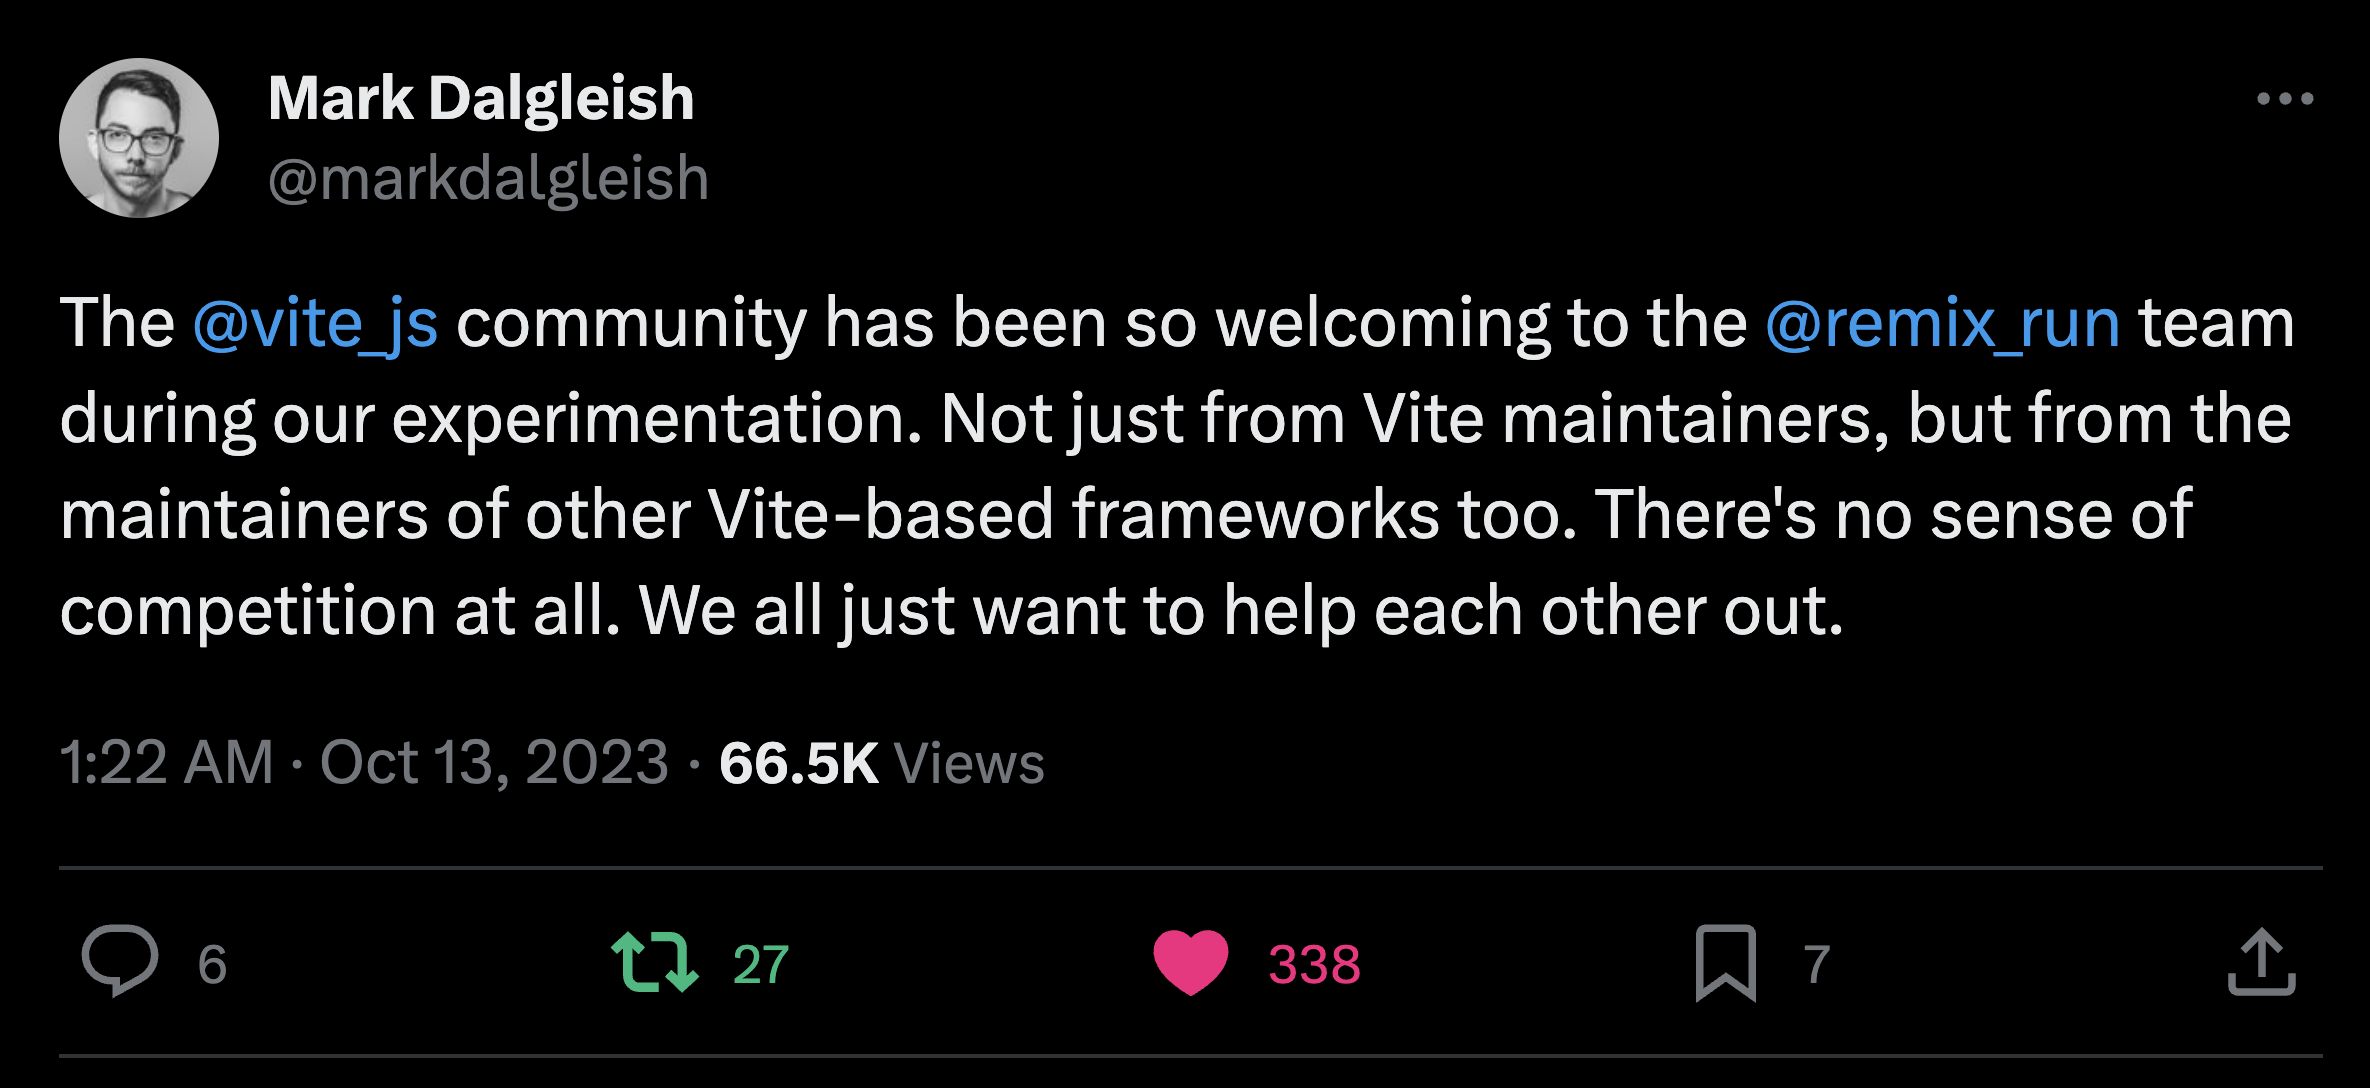 Mark Dalgleish
@markdalgleish
The @vite_js community has been so welcoming to the @remix_run team
during our experimentation. Not just from Vite maintainers, but from the
maintainers of other Vite-based frameworks too. There's no sense of
competition at all. We all just want to help each other out.
1:22 AM · Oct 13, 2023 · 66.5K Views
6 27 338 7